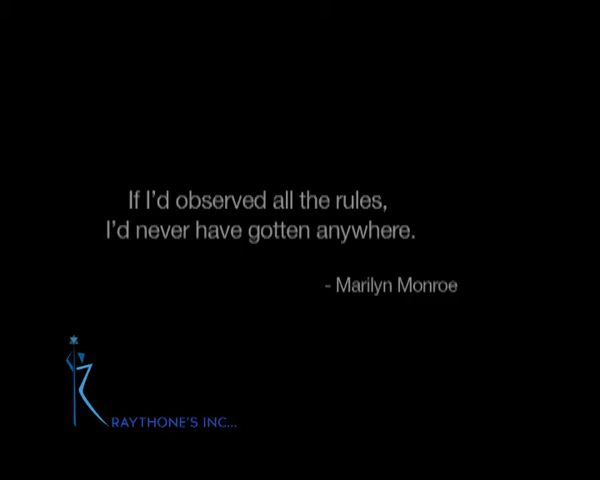 If I'd observed all the rules,
I'd never have gotten anywhere.
- Marilyn Monroe
RAYTHONE'S INC...